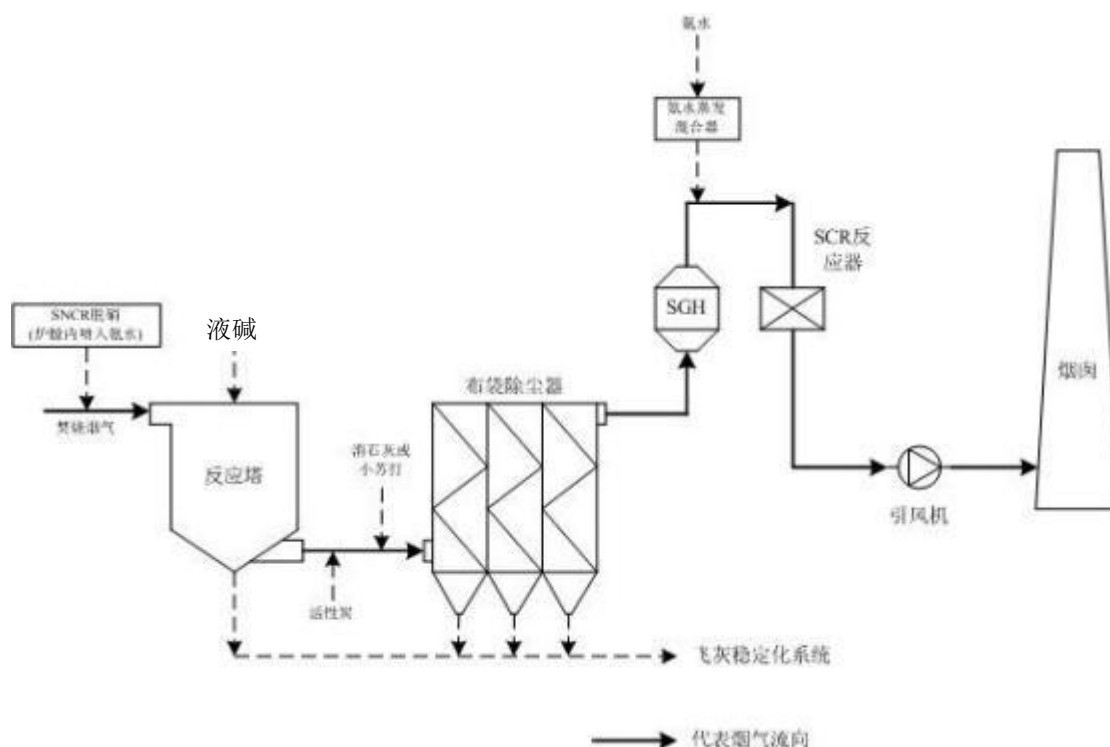 氨水
氨水蒸发
混合器
SCR反
应器
SGH
SNCR脱硝
(炉膛内喷入氨水)
液碱
烟囱
布袋除尘器
焚烧烟气
消石灰或
小苏打
反应塔
引风机
活性炭
飞灰稳定化系统
代表烟气流向